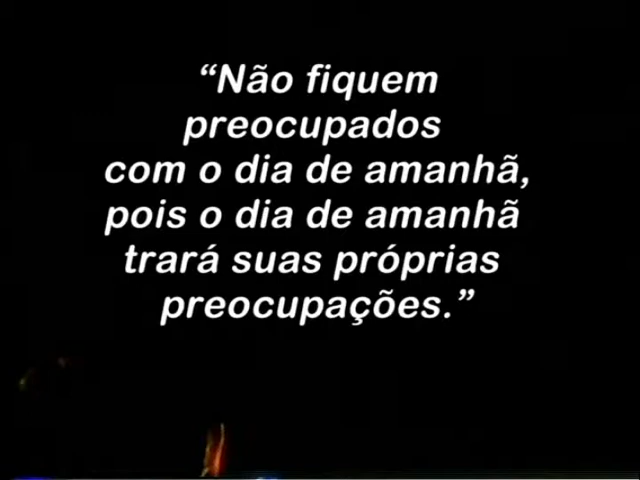 “Não fiquem
preocupados
com o dia de amanhã,
pois o dia de amanhã
trará suas próprias
preocupações.”